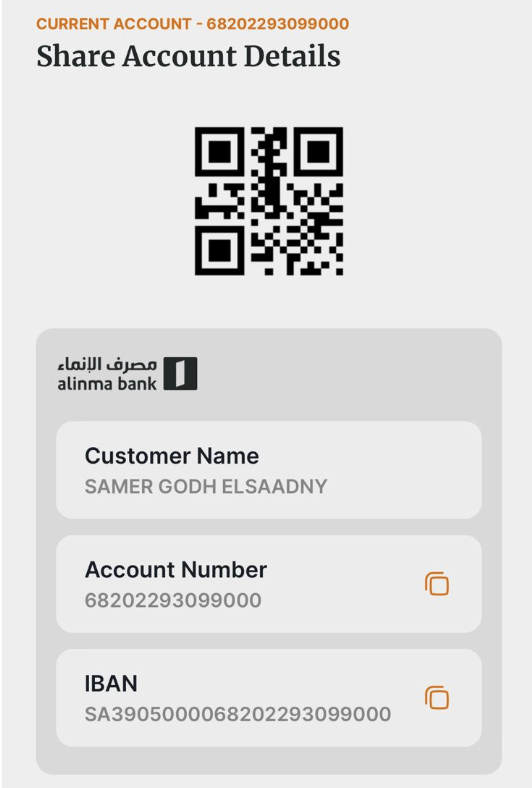 CURRENT ACCOUNT - 68202293099000
Share Account Details
مصرف الإنماء
alinma bank
Customer Name
SAMER GODH ELSAADNY
Account Number
68202293099000
IBAN
SA3905000068202293099000